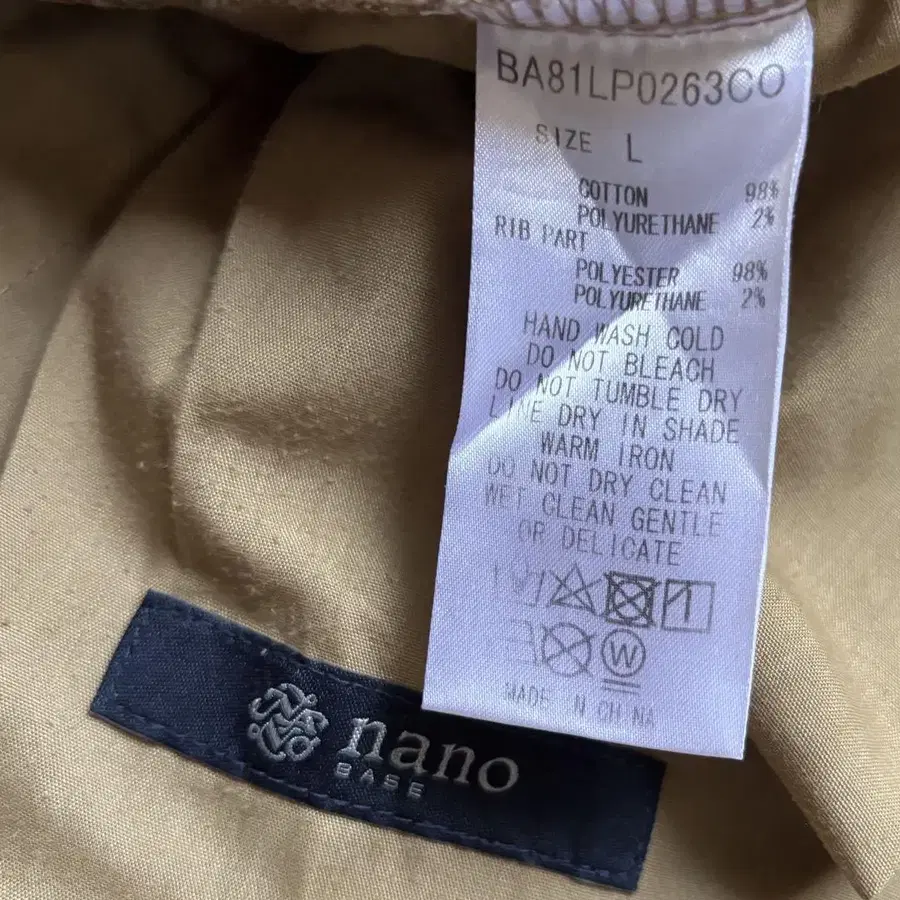 BA81LP0263CO
SIZE L
COTTON 98%
POLYURETHANE 2%
RIB PART
POLYESTER 98%
POLYURETHANE 2%
HAND WASH COLD
DO NOT BLEACH
DO NOT TUMBLE DRY
LINE DRY IN SHADE
WARM IRON
DO NOT DRY CLEAN
WET CLEAN GENTLE
OR DELICATE
W
MADE IN CHINA
nano
BASE